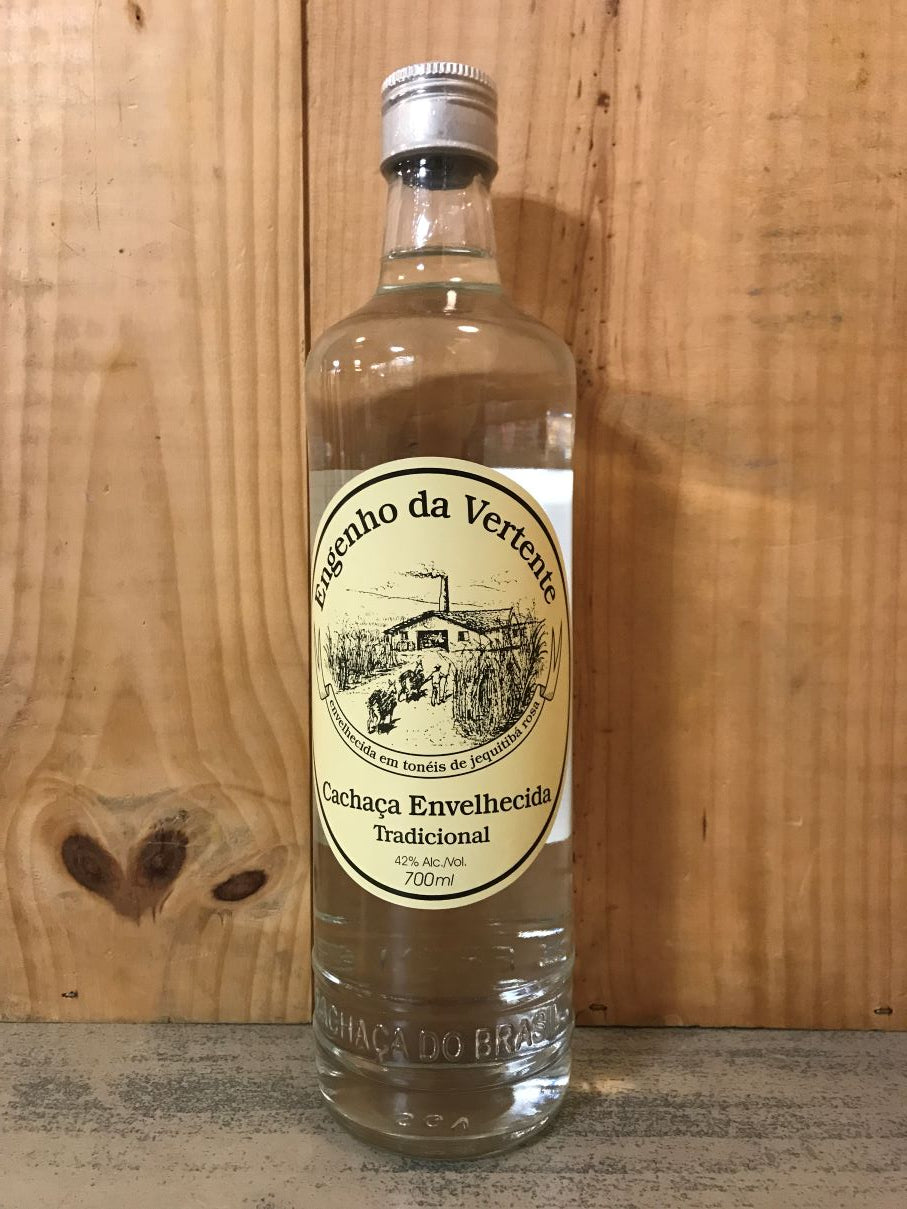 Engenho da Vertente
envelhecida em tonéis de jequitibá rosa
Cachaça Envelhecida
Tradicional
42% Alc./Vol.
700ml
CACHAÇA DO BRASIL